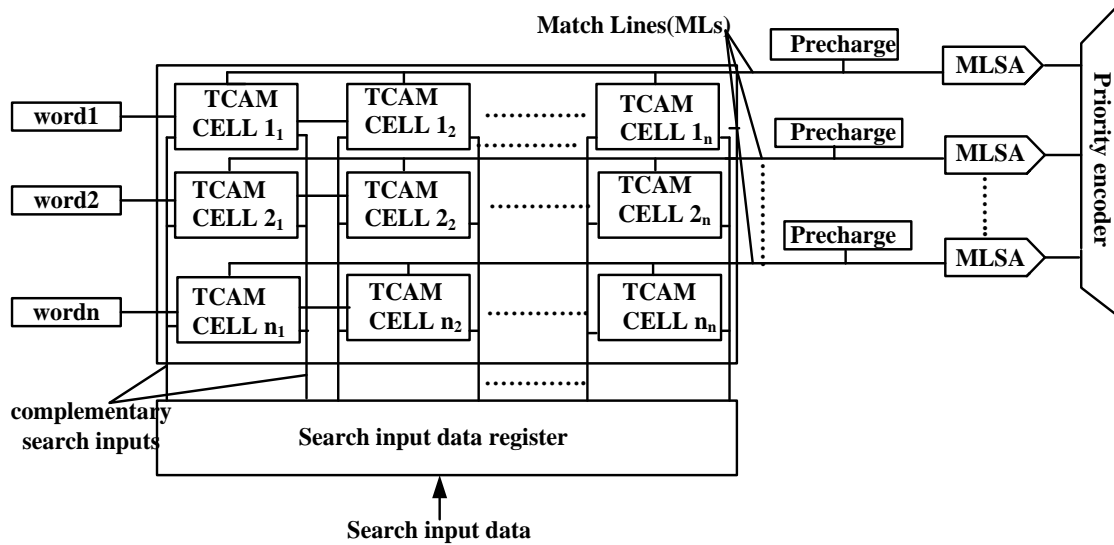 Match Lines(MLs)
Precharge
MLSA
word1
TCAM
CELL 1₁
TCAM
CELL 1₂
TCAM
CELL 1ₙ
Precharge
MLSA
word2
TCAM
CELL 2₁
TCAM
CELL 2₂
TCAM
CELL 2ₙ
Precharge
MLSA
wordn
TCAM
CELL n₁
TCAM
CELL n₂
TCAM
CELL nₙ
Priority encoder
complementary
search inputs
Search input data register
Search input data